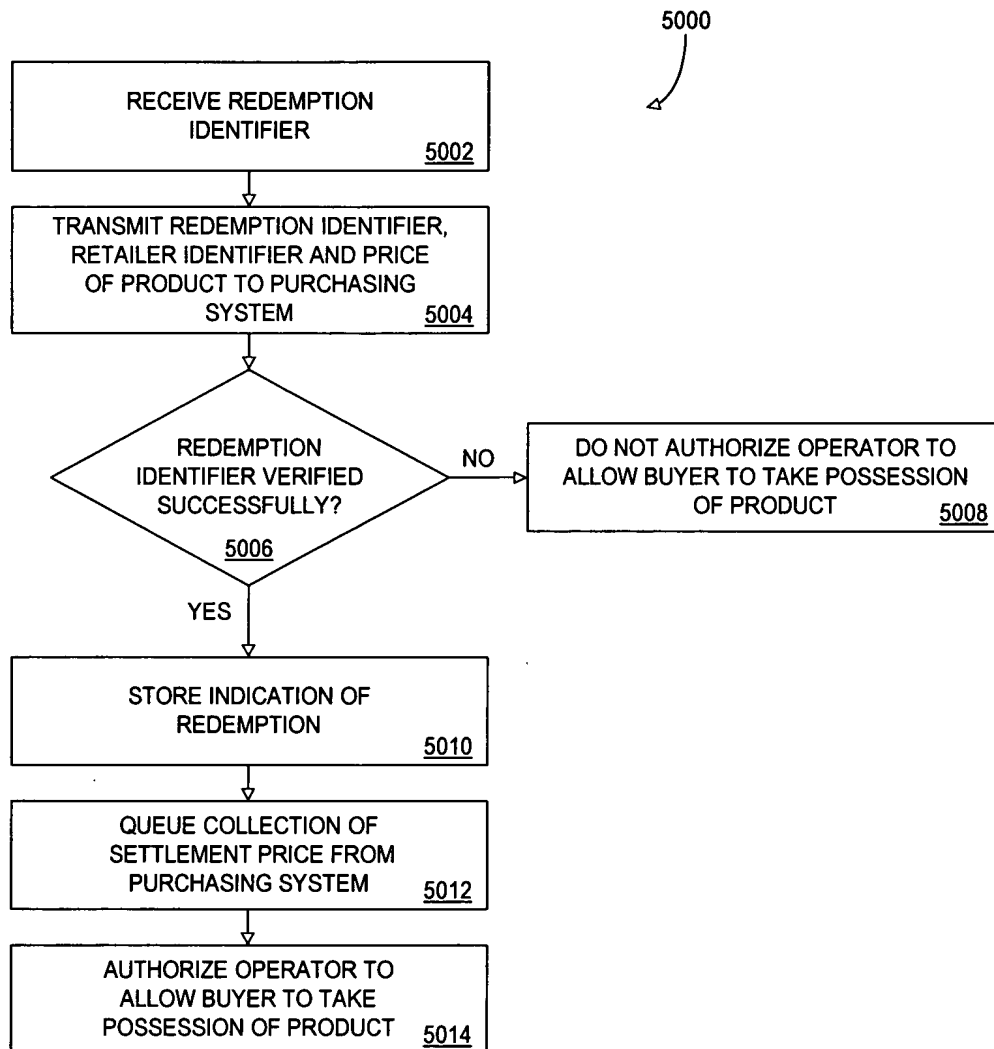 5000
RECEIVE REDEMPTION
IDENTIFIER
5002
TRANSMIT REDEMPTION IDENTIFIER,
RETAILER IDENTIFIER AND PRICE
OF PRODUCT TO PURCHASING
SYSTEM
5004
REDEMPTION
IDENTIFIER VERIFIED
SUCCESSFULLY?
5006
NO
DO NOT AUTHORIZE OPERATOR TO
ALLOW BUYER TO TAKE POSSESSION
OF PRODUCT
5008
YES
STORE INDICATION OF
REDEMPTION
5010
QUEUE COLLECTION OF
SETTLEMENT PRICE FROM
PURCHASING SYSTEM
5012
AUTHORIZE OPERATOR TO
ALLOW BUYER TO TAKE
POSSESSION OF PRODUCT
5014